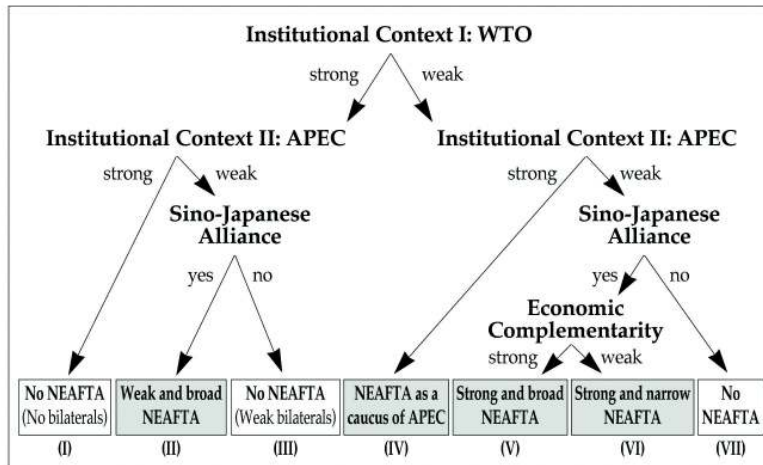 Institutional Context I: WTO
strong weak
Institutional Context II: APEC Institutional Context II: APEC
strong weak strong weak
Sino-Japanese Sino-Japanese
Alliance Alliance
yes no yes no
Economic
Complementarity
strong weak
No NEAFTA Weak and broad No NEAFTA NEAFTA as a Strong and broad Strong and narrow No
(No bilaterals) NEAFTA (Weak bilaterals) caucus of APEC NEAFTA NEAFTA NEAFTA
(I) (II) (III) (IV) (V) (VI) (VII)